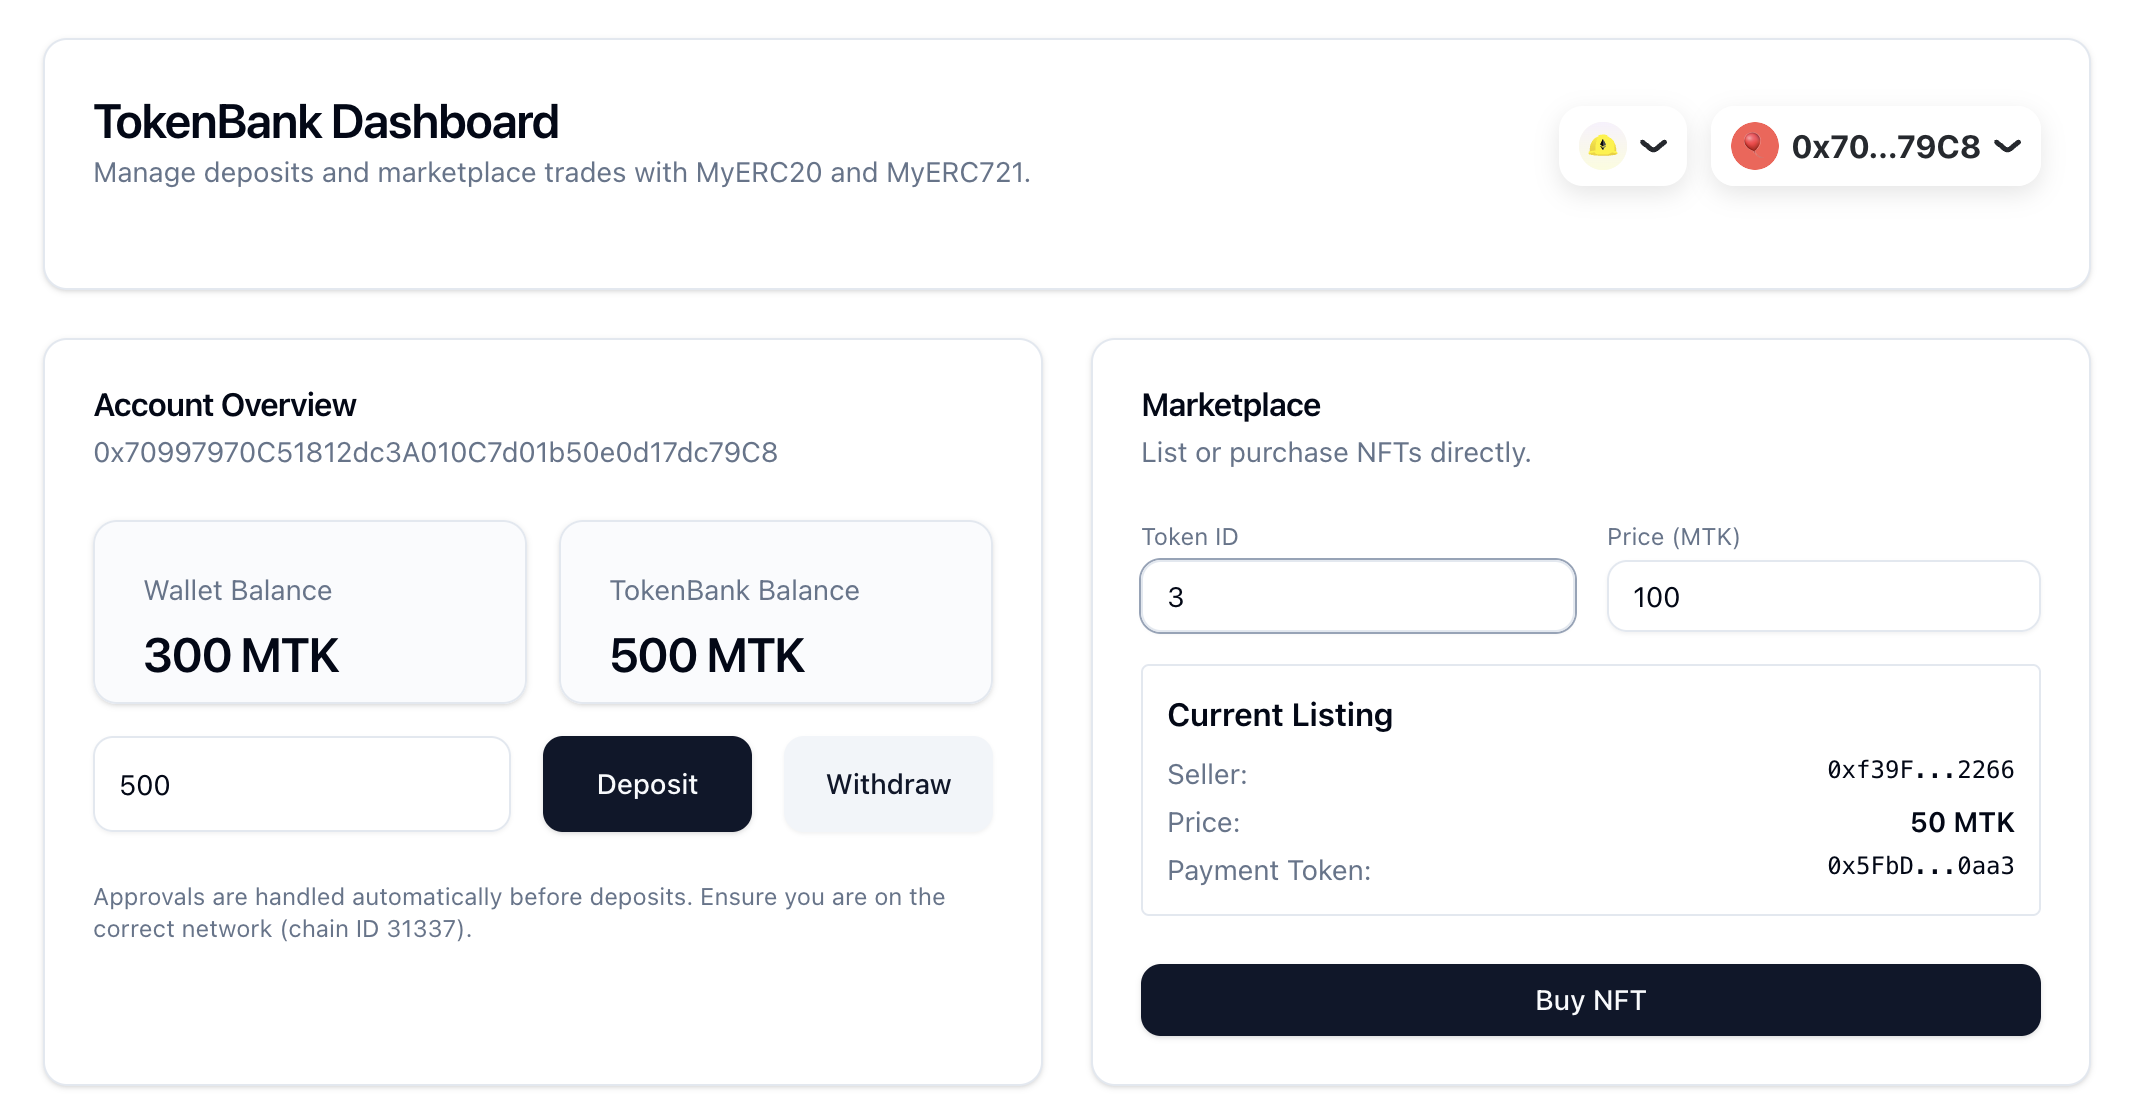 TokenBank Dashboard
Manage deposits and marketplace trades with MyERC20 and MyERC721.
0x70...79C8
Account Overview
0x70997970C51812dc3A010C7d01b50e0d17dc79C8
Wallet Balance
300 MTK
TokenBank Balance
500 MTK
500
Deposit
Withdraw
Approvals are handled automatically before deposits. Ensure you are on the
correct network (chain ID 31337).
Marketplace
List or purchase NFTs directly.
Token ID
3
Price (MTK)
100
Current Listing
Seller: 0xf39F...2266
Price: 50 MTK
Payment Token: 0x5FbD...0aa3
Buy NFT